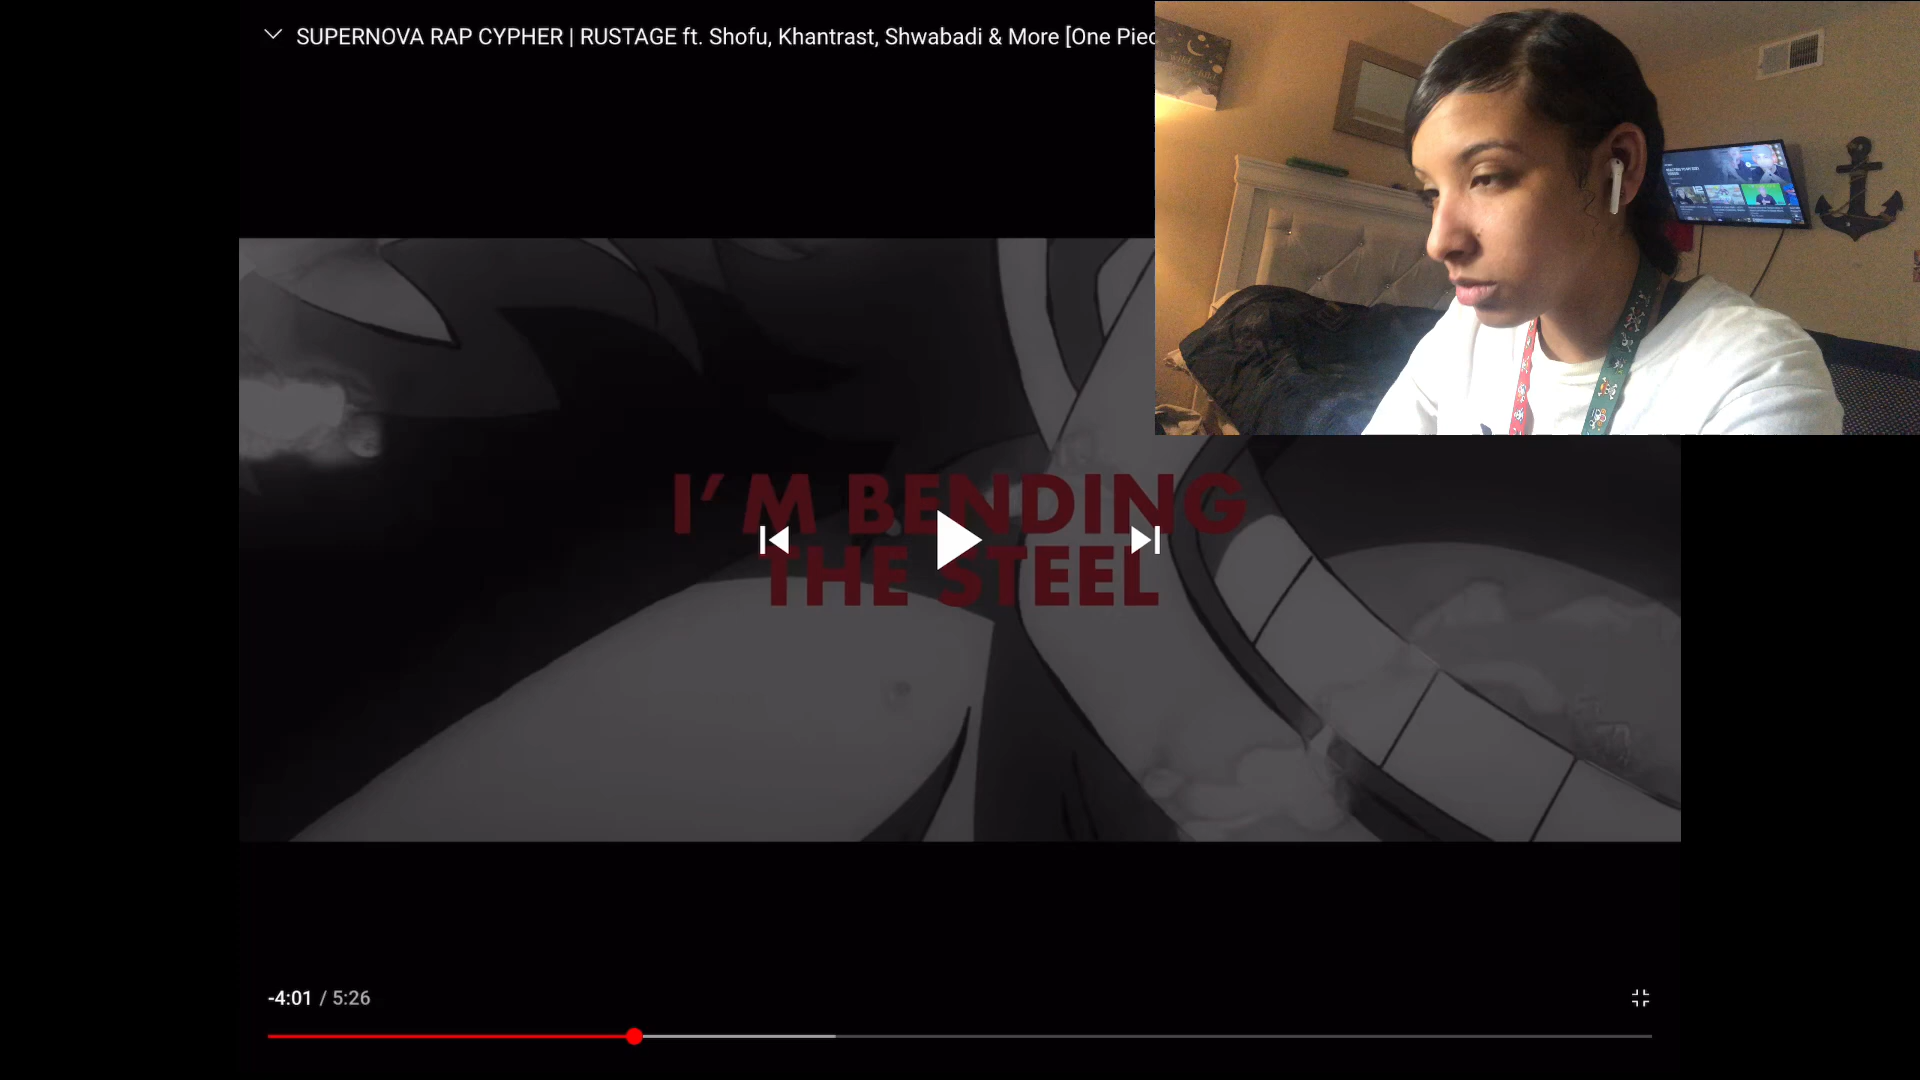 SUPERNOVA RAP CYPHER | RUSTAGE ft. Shofu, Khantrast, Shwabadi & More [One Piec
I'M BENDING
THE STEEL
-4:01 / 5:26